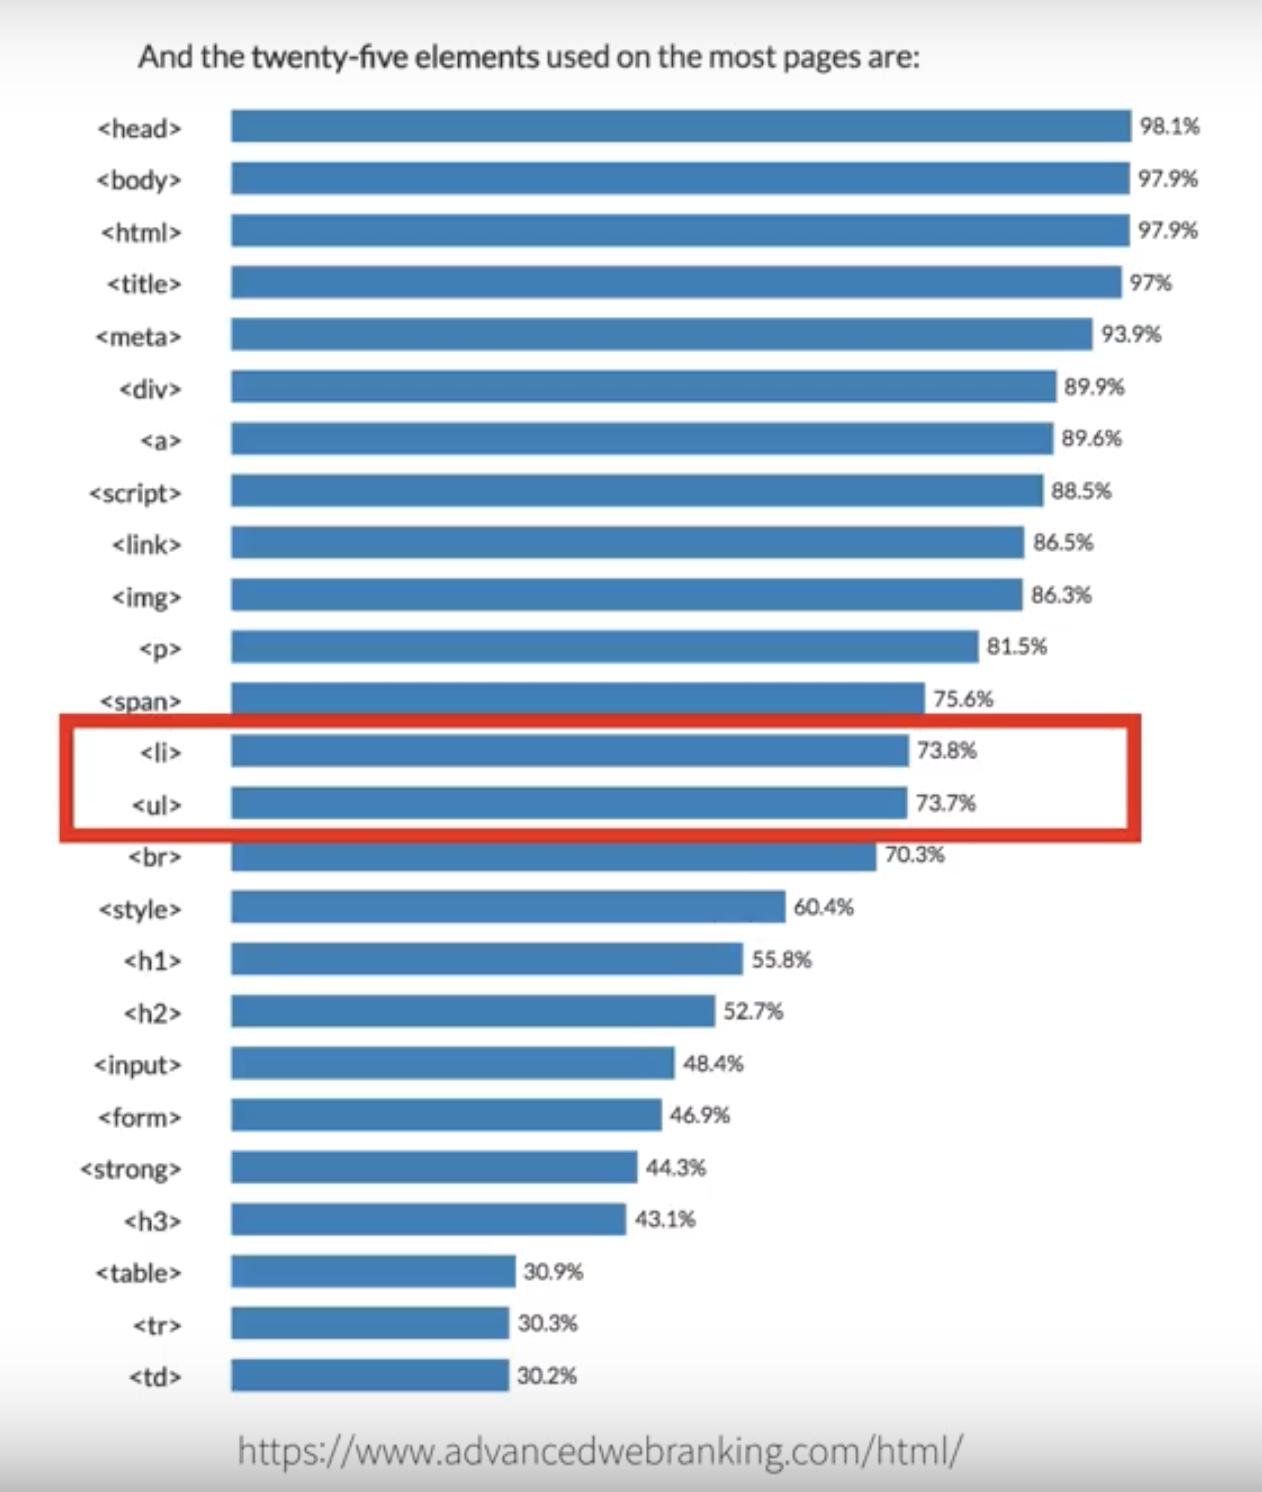 And the twenty-five elements used on the most pages are:
<head> 98.1%
<body> 97.9%
<html> 97.9%
<title> 97%
<meta> 93.9%
<div> 89.9%
<a> 89.6%
<script> 88.5%
<link> 86.5%
<img> 86.3%
<p> 81.5%
<span> 75.6%
<li> 73.8%
<ul> 73.7%
<br> 70.3%
<style> 60.4%
<h1> 55.8%
<h2> 52.7%
<input> 48.4%
<form> 46.9%
<strong> 44.3%
<h3> 43.1%
<table> 30.9%
<tr> 30.3%
<td> 30.2%
https://www.advancedwebranking.com/html/